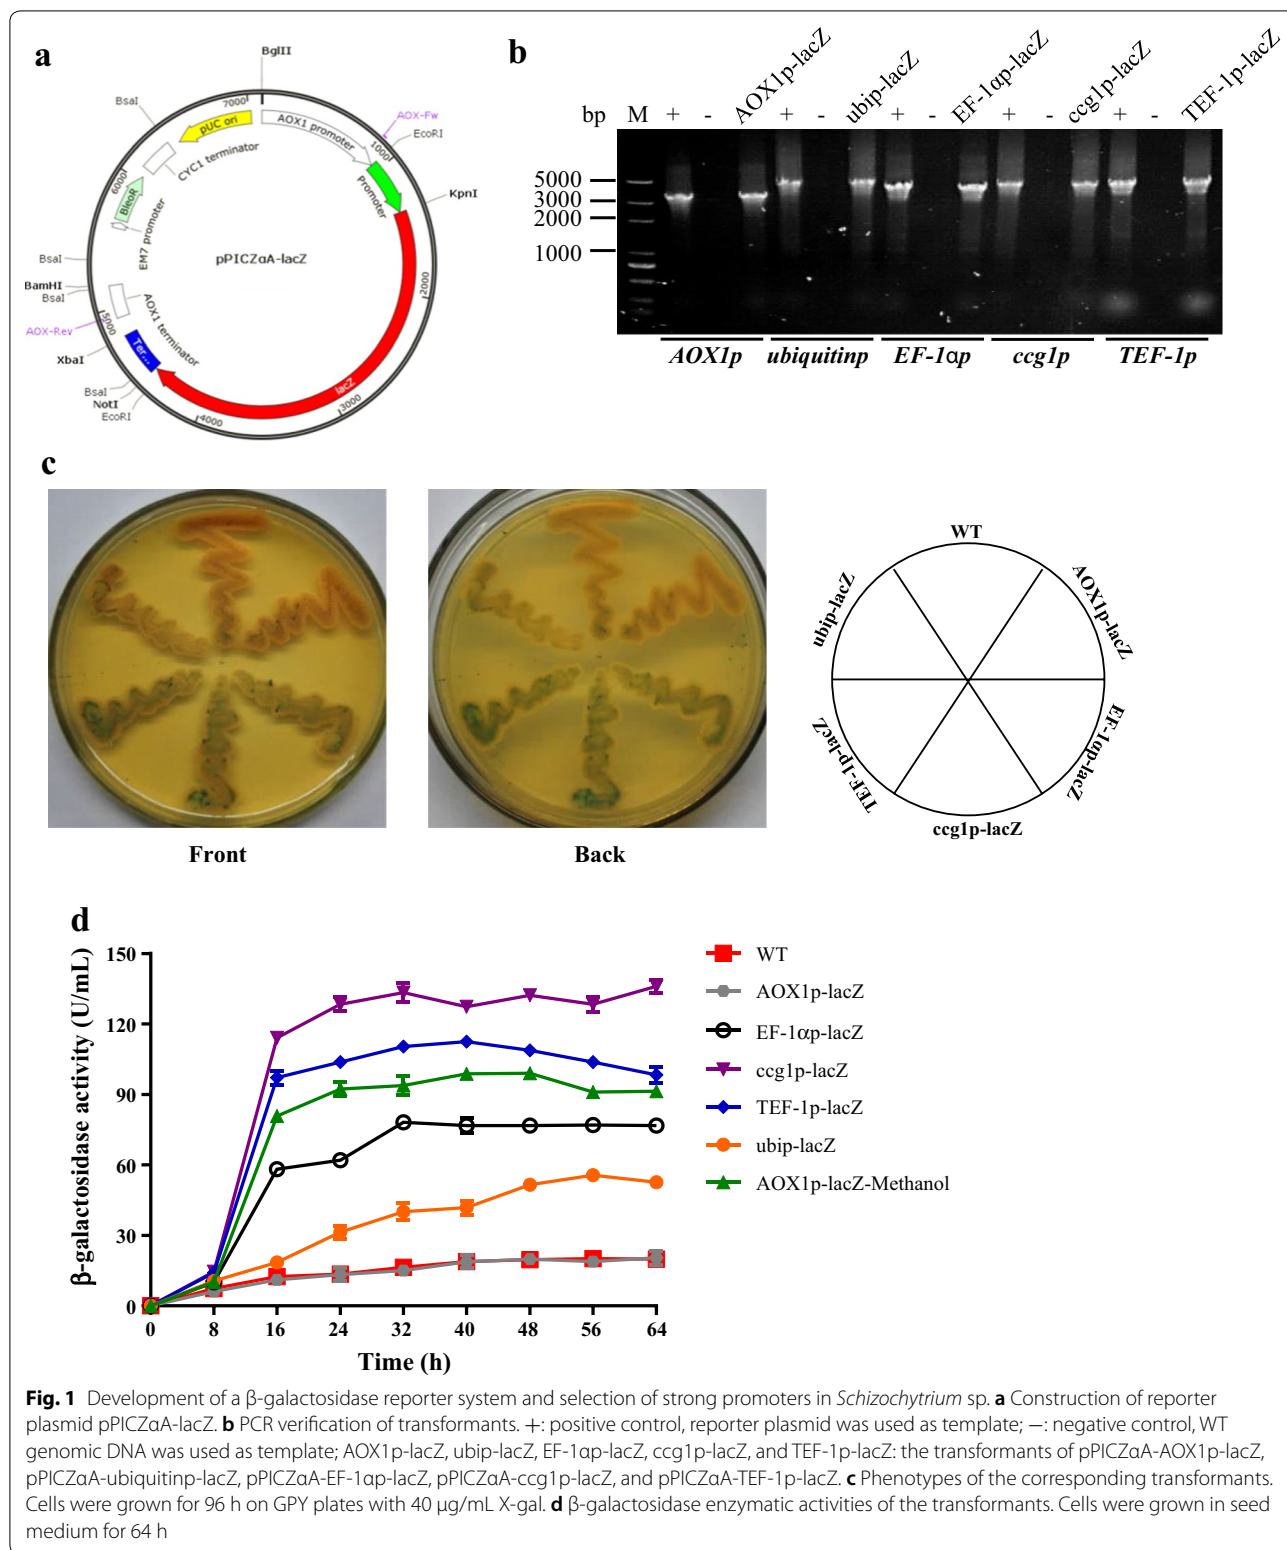 a
BglII
7000
BsaI
pUC ori
AOX1 promoter
AOX-Fw
1000
EcoRI
CYC1 terminator
6000
BleoR
Promoter
KpnI
EM7 promoter
pPICZαA-lacZ
BsaI
BamHI
BsaI
2000
AOX1 terminator
5000
AOX-Rev
Ter...
XbaI
lacZ
BsaI
NotI
EcoRI
4000
3000
b
AOX1p-lacZ
ubip-lacZ
EF-1αp-lacZ
ccg1p-lacZ
TEF-1p-lacZ
bp M + - + - + - + - + -
5000
3000
2000
1000
AOX1p ubiquitinp EF-1αp ccg1p TEF-1p
c
WT
ubip-lacZ
AOX1p-lacZ
TEF-1p-lacZ
EF-1αp-lacZ
ccg1p-lacZ
Front
Back
d
β-galactosidase activity (U/mL)
150
120
90
60
30
0
0 8 16 24 32 40 48 56 64
Time (h)
WT
AOX1p-lacZ
EF-1αp-lacZ
ccg1p-lacZ
TEF-1p-lacZ
ubip-lacZ
AOX1p-lacZ-Methanol
Fig. 1 Development of a β-galactosidase reporter system and selection of strong promoters in Schizochytrium sp. a Construction of reporter
plasmid pPICZαA-lacZ. b PCR verification of transformants. +: positive control, reporter plasmid was used as template; −: negative control, WT
genomic DNA was used as template; AOX1p-lacZ, ubip-lacZ, EF-1αp-lacZ, ccg1p-lacZ, and TEF-1p-lacZ: the transformants of pPICZαA-AOX1p-lacZ,
pPICZαA-ubiquitinp-lacZ, pPICZαA-EF-1αp-lacZ, pPICZαA-ccg1p-lacZ, and pPICZαA-TEF-1p-lacZ. c Phenotypes of the corresponding transformants.
Cells were grown for 96 h on GPY plates with 40 μg/mL X-gal. d β-galactosidase enzymatic activities of the transformants. Cells were grown in seed
medium for 64 h